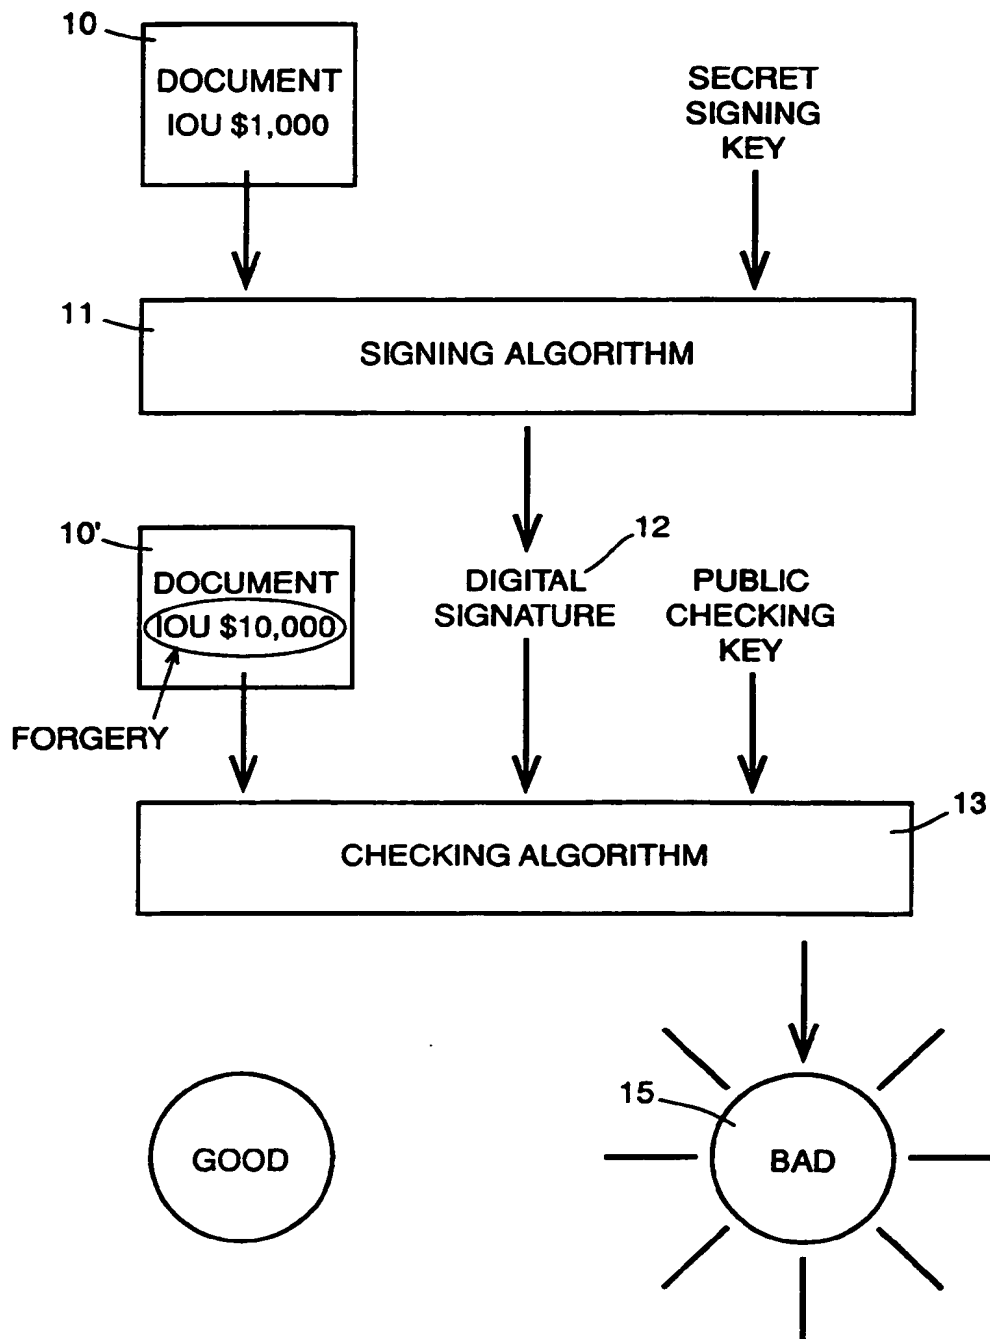 10
DOCUMENT
IOU $1,000
SECRET
SIGNING
KEY
11
SIGNING ALGORITHM
10'
DOCUMENT
IOU $10,000
FORGERY
12
DIGITAL
SIGNATURE
PUBLIC
CHECKING
KEY
13
CHECKING ALGORITHM
GOOD
15
BAD